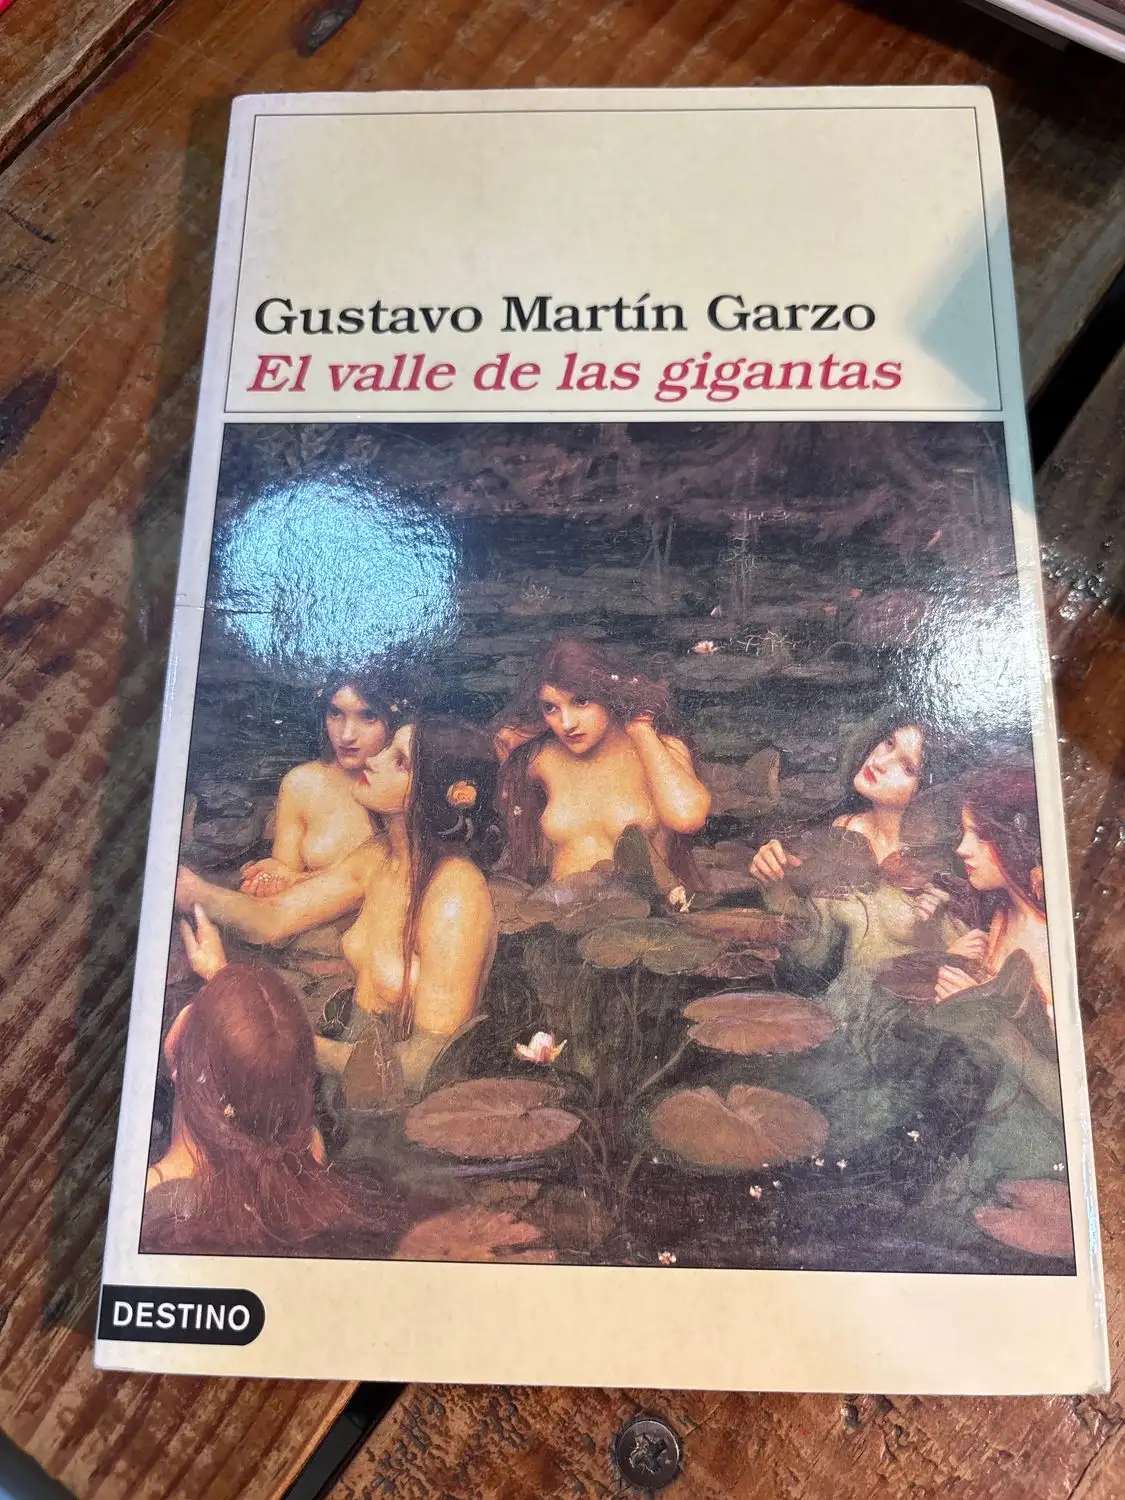 Gustavo Martín Garzo
El valle de las gigantas
DESTINO